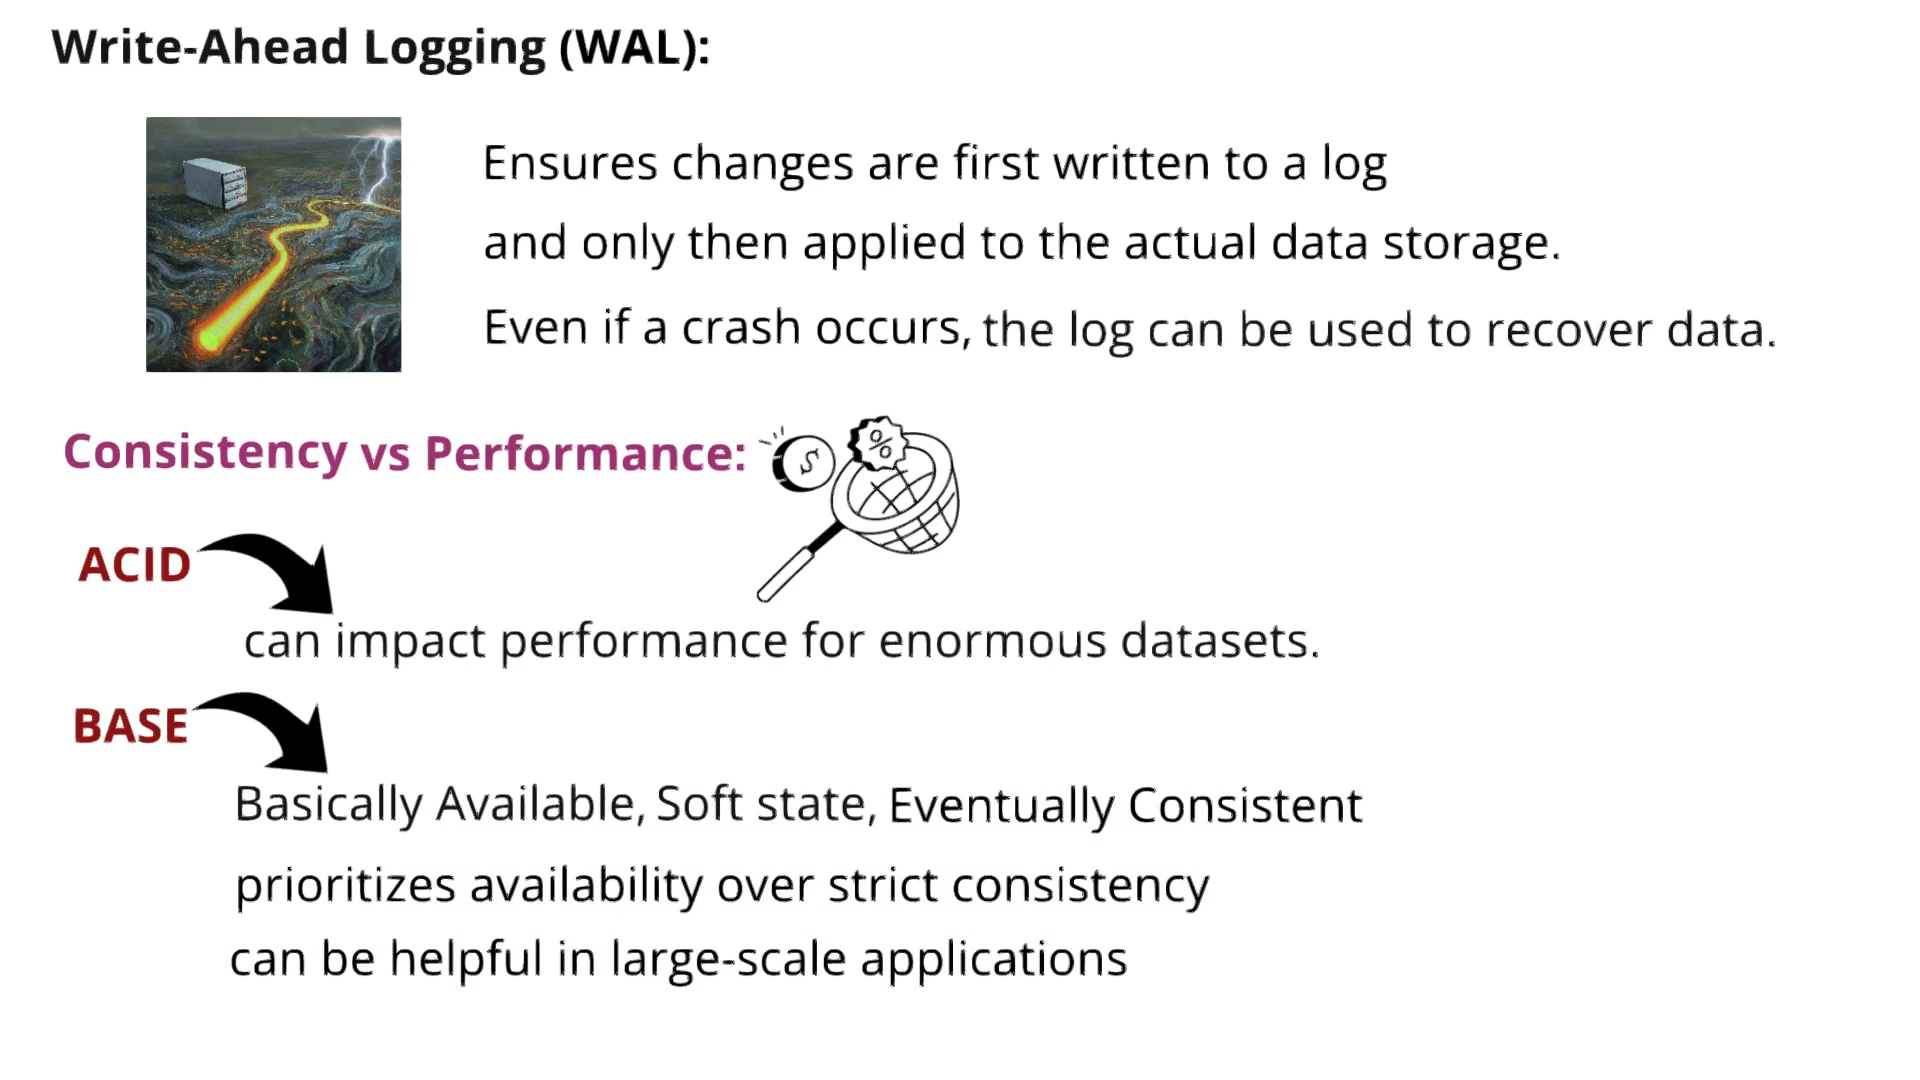 Write-Ahead Logging (WAL):
Ensures changes are first written to a log
and only then applied to the actual data storage.
Even if a crash occurs, the log can be used to recover data.
Consistency vs Performance:
$ %
ACID
can impact performance for enormous datasets.
BASE
Basically Available, Soft state, Eventually Consistent
prioritizes availability over strict consistency
can be helpful in large-scale applications